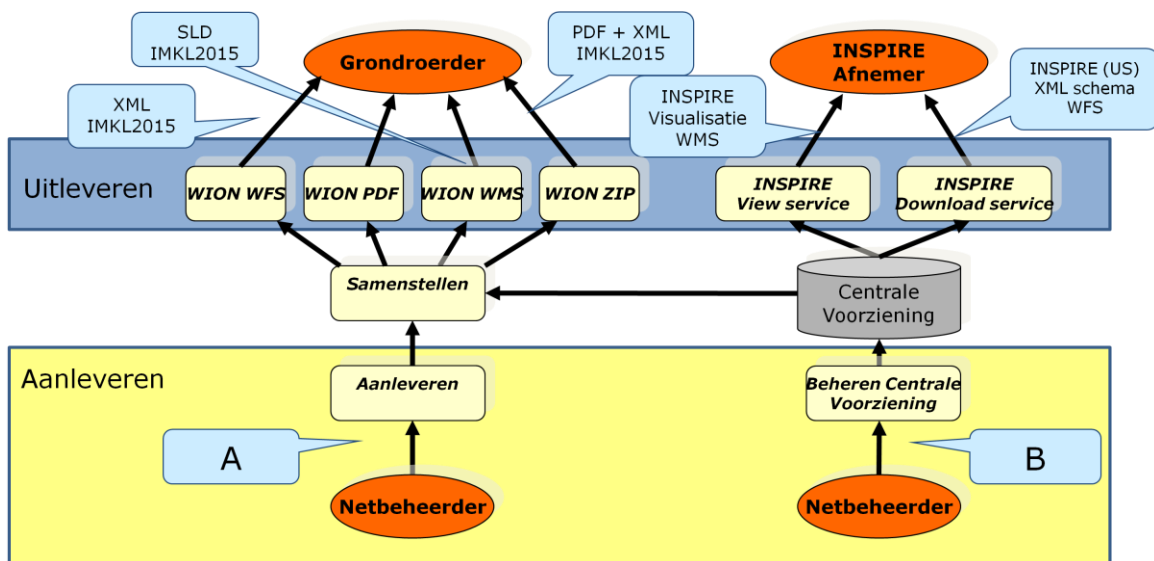 SLD
IMKL2015
PDF + XML
IMKL2015
Grondroerder
INSPIRE
Afnemer
XML
IMKL2015
INSPIRE
Visualisatie
WMS
INSPIRE (US)
XML schema
WFS
Uitleveren
WION WFS
WION PDF
WION WMS
WION ZIP
INSPIRE
View service
INSPIRE
Download service
Samenstellen
Centrale
Voorziening
Aanleveren
Aanleveren
Beheren Centrale
Voorziening
A
B
Netbeheerder
Netbeheerder